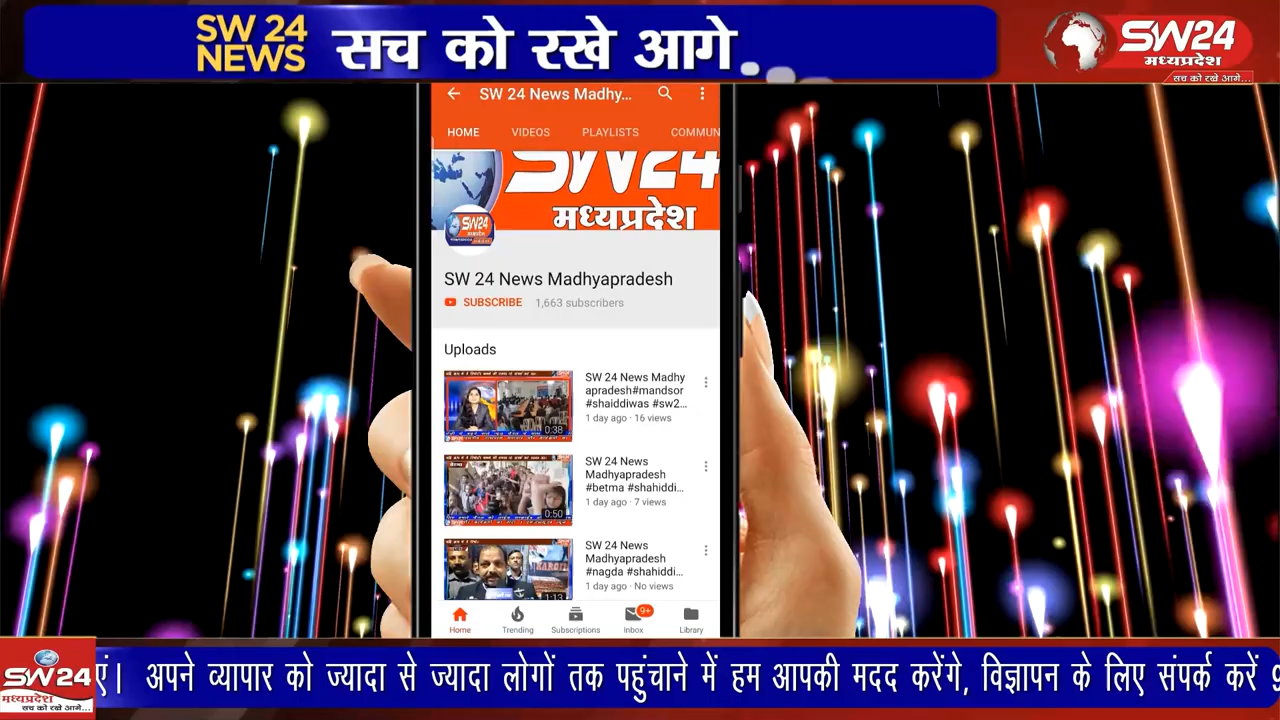 SW 24
NEWS
सच को रखे आगे...
SW24
मध्यप्रदेश
सच को रखे आगे...
SW 24 News Madhy...
HOME VIDEOS PLAYLISTS COMMUN
SW24
मध्यप्रदेश
SW24
SW 24 News Madhyapradesh
SUBSCRIBE 1,663 subscribers
Uploads
SW 24 News Madhy
apradesh#mandsor
#shaiddiwas #sw2...
1 day ago · 16 views
0:38
SW 24 News
Madhyapradesh
#betma #shahiddi...
1 day ago · 7 views
0:50
SW 24 News
Madhyapradesh
#nagda #shahiddi...
1 day ago · No views
1:13
9+
Home Trending Subscriptions Inbox Library
SW24
मध्यप्रदेश
सच को रखे आगे...
एं। अपने व्यापार को ज्यादा से ज्यादा लोगों तक पहुंचाने में हम आपकी मदद करेंगे, विज्ञापन के लिए संपर्क करें 9